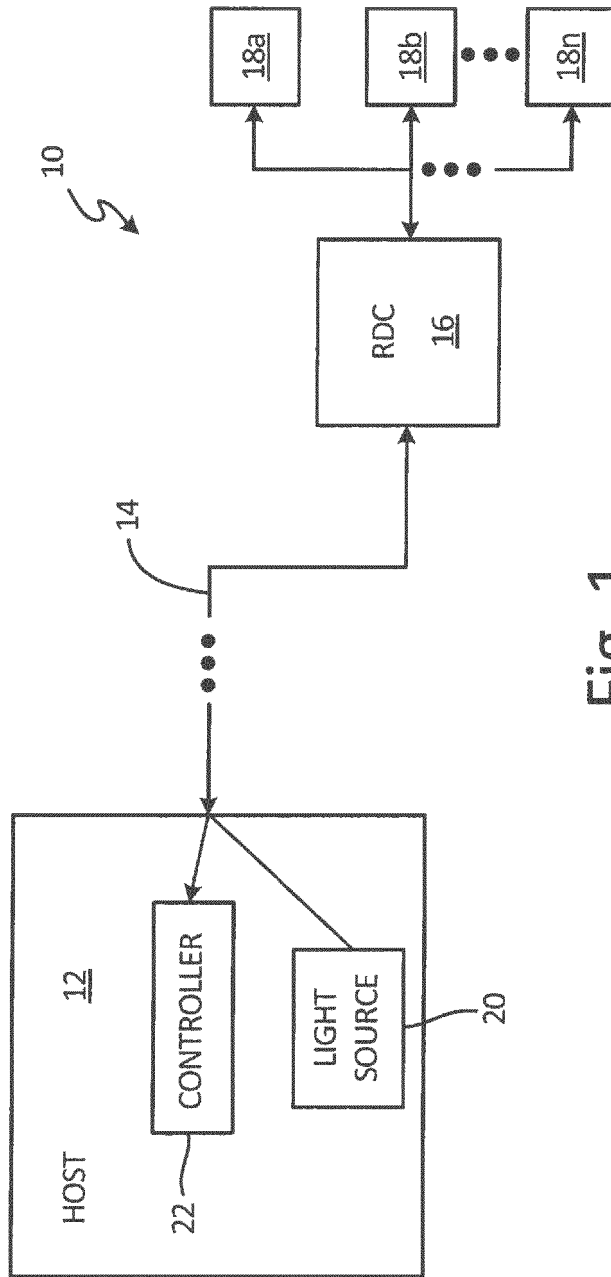 10
HOST
12
CONTROLLER
22
LIGHT
SOURCE
20
14
RDC
16
18a
18b
18n
Fig. 1